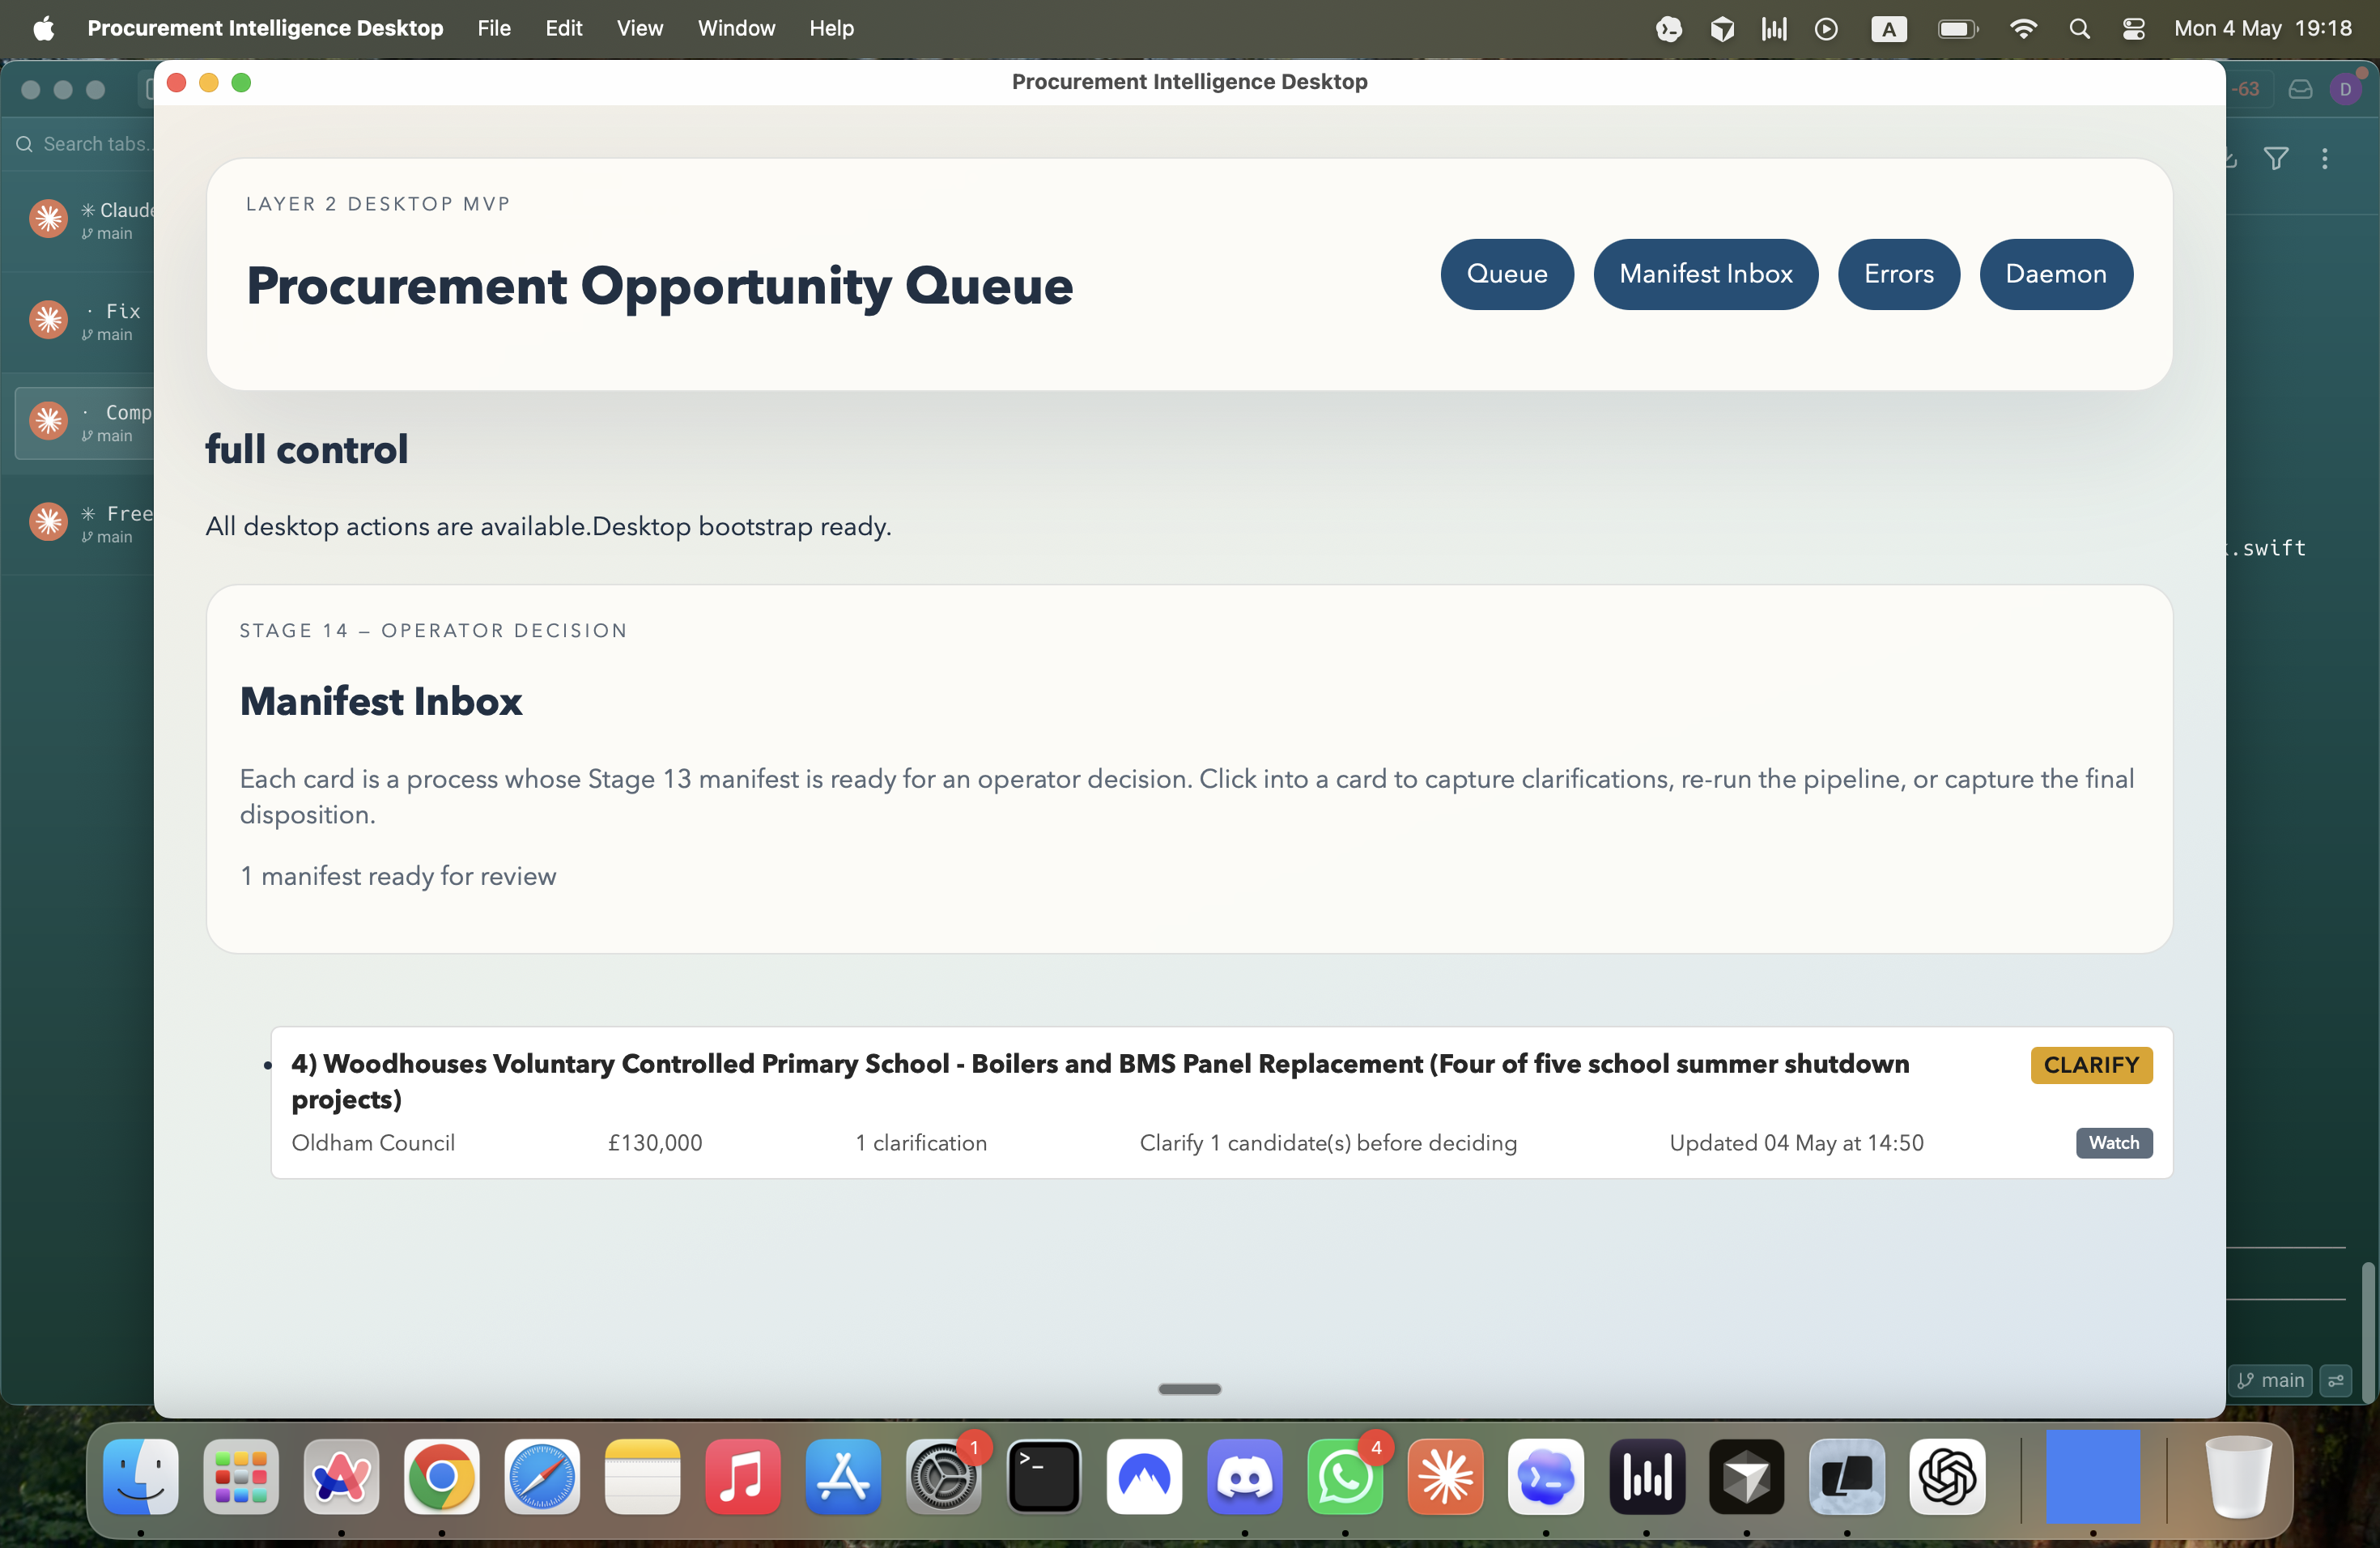 Procurement Intelligence Desktop File Edit View Window Help
A Mon 4 May 19:18
Procurement Intelligence Desktop
-63 D
Search tabs...
Claude
main
· Fix
main
· Comp
main
Free
main
LAYER 2 DESKTOP MVP
Procurement Opportunity Queue
Queue Manifest Inbox Errors Daemon
full control
All desktop actions are available.Desktop bootstrap ready.
.swift
STAGE 14 – OPERATOR DECISION
Manifest Inbox
Each card is a process whose Stage 13 manifest is ready for an operator decision. Click into a card to capture clarifications, re-run the pipeline, or capture the final
disposition.
1 manifest ready for review
4) Woodhouses Voluntary Controlled Primary School - Boilers and BMS Panel Replacement (Four of five school summer shutdown
projects)
CLARIFY
Oldham Council £130,000 1 clarification Clarify 1 candidate(s) before deciding Updated 04 May at 14:50 Watch
main
1
4